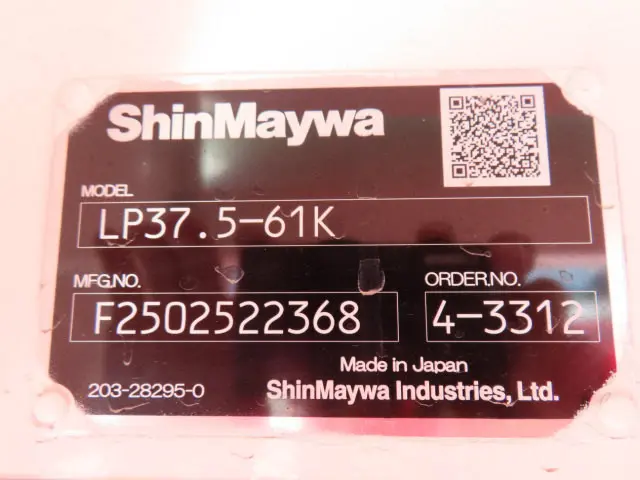 ShinMaywa
MODEL
LP37.5-61K
MFG.NO. ORDER.NO.
F2502522368 4-3312
Made in Japan
203-28295-0 ShinMaywa Industries, Ltd.